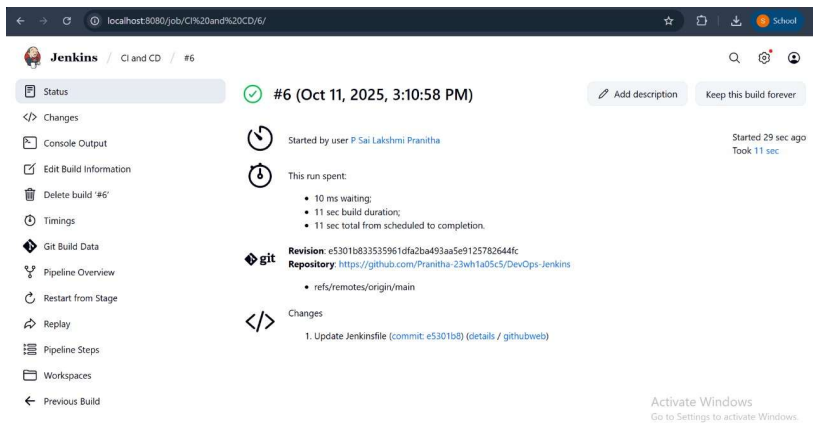 localhost:8080/job/CI%20and%20CD/6/
S School
Jenkins / CI and CD / #6
Status
#6 (Oct 11, 2025, 3:10:58 PM)
Add description
Keep this build forever
Changes
Console Output
Edit Build Information
Delete build '#6'
Timings
Git Build Data
Pipeline Overview
Restart from Stage
Replay
Pipeline Steps
Workspaces
Previous Build
Started by user P Sai Lakshmi Pranitha
Started 29 sec ago
Took 11 sec
This run spent:
• 10 ms waiting;
• 11 sec build duration;
• 11 sec total from scheduled to completion.
git
Revision: e5301b833535961dfa2ba493aa5e9125782644fc
Repository: https://github.com/Pranitha-23wh1a05c5/DevOps-Jenkins
• refs/remotes/origin/main
Changes
1. Update Jenkinsfile (commit: e5301b8) (details / githubweb)
Activate Windows
Go to Settings to activate Windows.